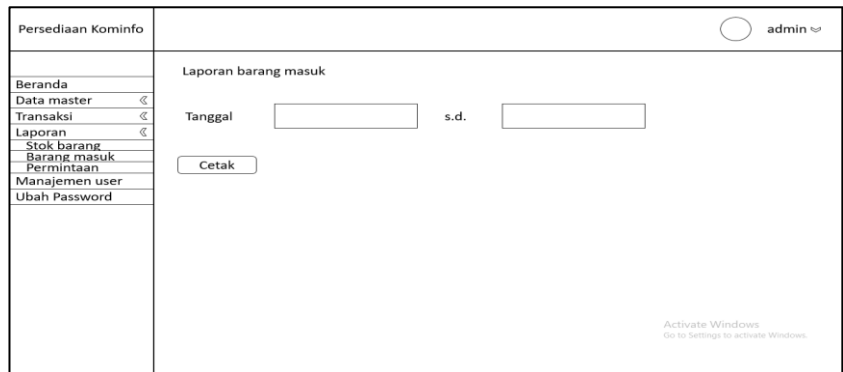 Persediaan Kominfo
admin
Beranda
Data master
Transaksi
Laporan
Stok barang
Barang masuk
Permintaan
Manajemen user
Ubah Password
Laporan barang masuk
Tanggal s.d.
Cetak
Activate Windows
Go to Settings to activate Windows.